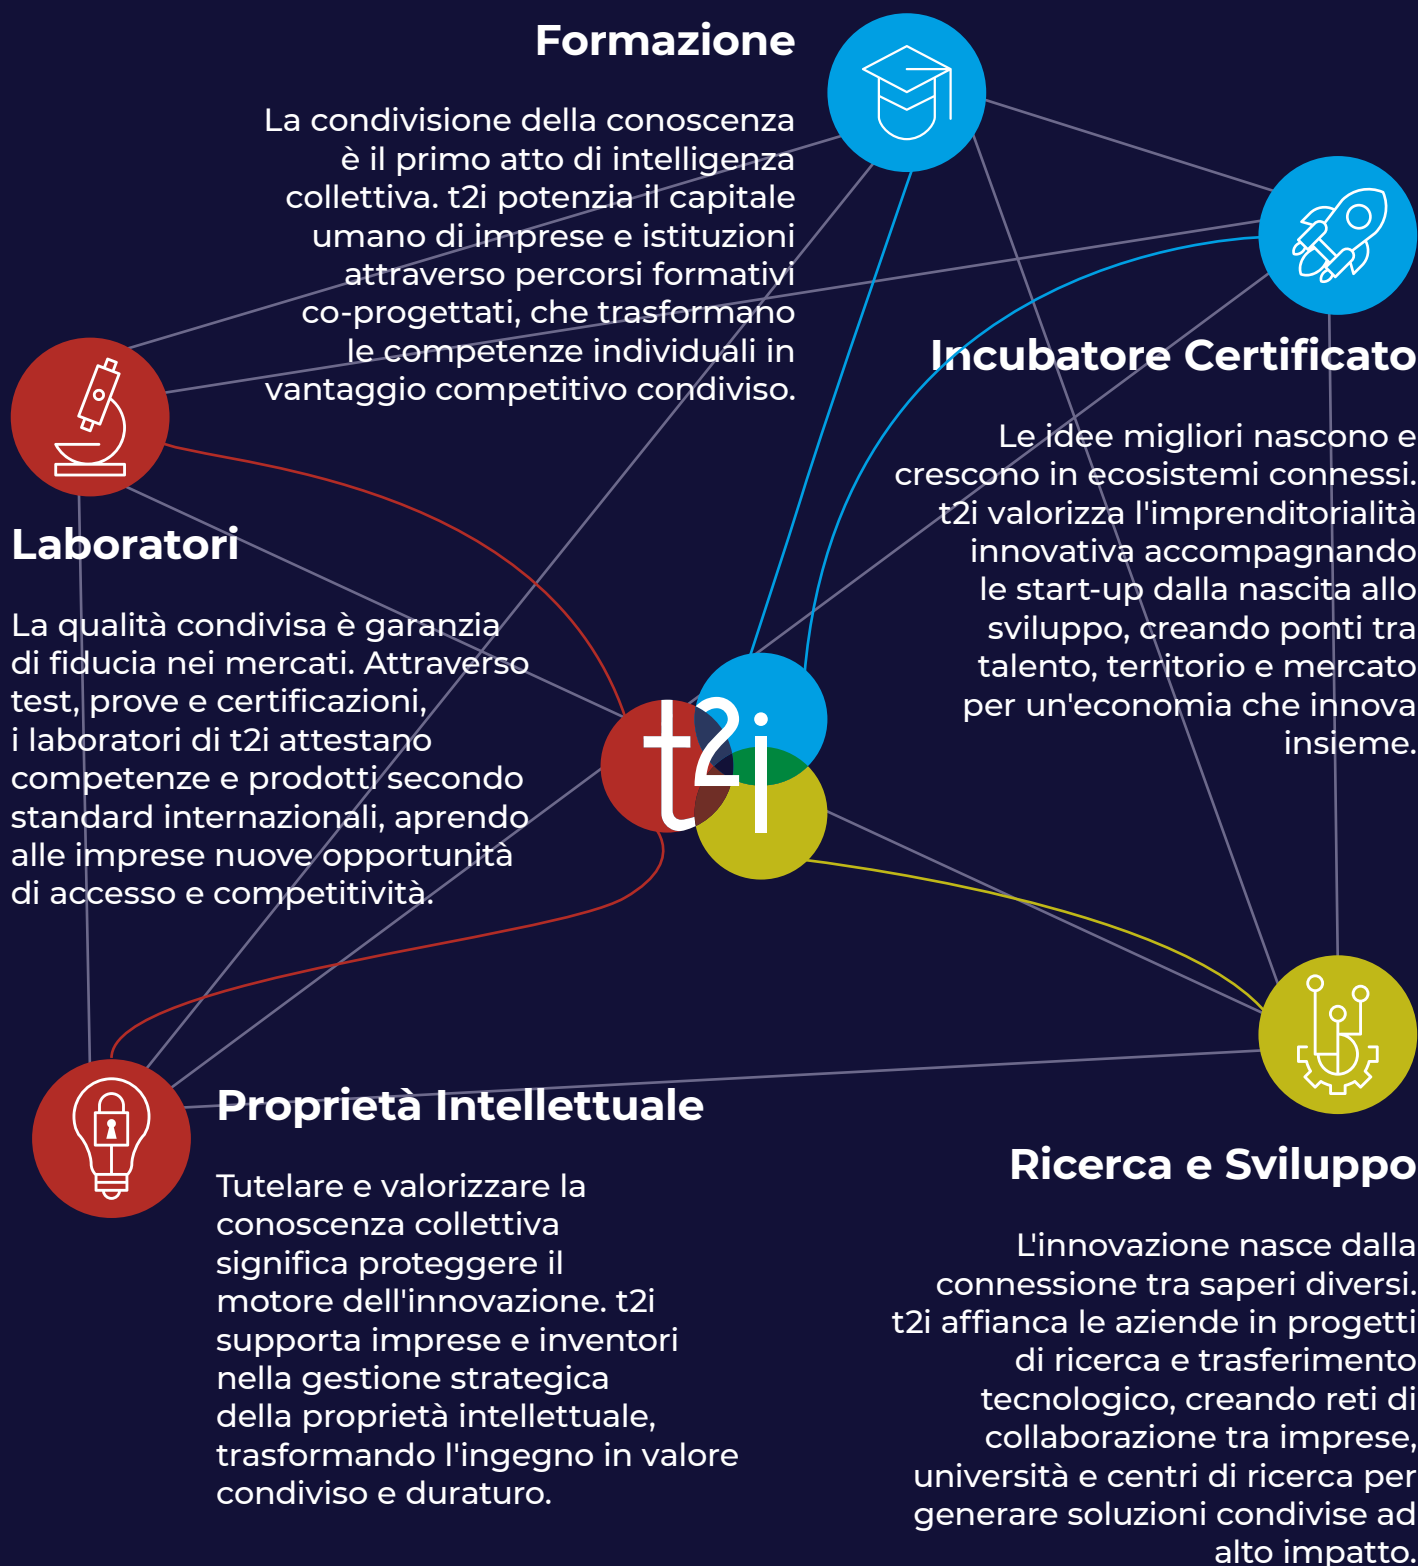 Formazione
La condivisione della conoscenza
è il primo atto di intelligenza
collettiva. t2i potenzia il capitale
umano di imprese e istituzioni
attraverso percorsi formativi
co-progettati, che trasformano
le competenze individuali in
vantaggio competitivo condiviso.
Incubatore Certificato
Le idee migliori nascono e
crescono in ecosistemi connessi.
t2i valorizza l'imprenditorialità
innovativa accompagnando
le start-up dalla nascita allo
sviluppo, creando ponti tra
talento, territorio e mercato
per un'economia che innova
insieme.
Laboratori
La qualità condivisa è garanzia
di fiducia nei mercati. Attraverso
test, prove e certificazioni,
i laboratori di t2i attestano
competenze e prodotti secondo
standard internazionali, aprendo
alle imprese nuove opportunità
di accesso e competitività.
t2i
Proprietà Intellettuale
Tutelare e valorizzare la
conoscenza collettiva
significa proteggere il
motore dell'innovazione. t2i
supporta imprese e inventori
nella gestione strategica
della proprietà intellettuale,
trasformando l'ingegno in valore
condiviso e duraturo.
Ricerca e Sviluppo
L'innovazione nasce dalla
connessione tra saperi diversi.
t2i affianca le aziende in progetti
di ricerca e trasferimento
tecnologico, creando reti di
collaborazione tra imprese,
università e centri di ricerca per
generare soluzioni condivise ad
alto impatto.